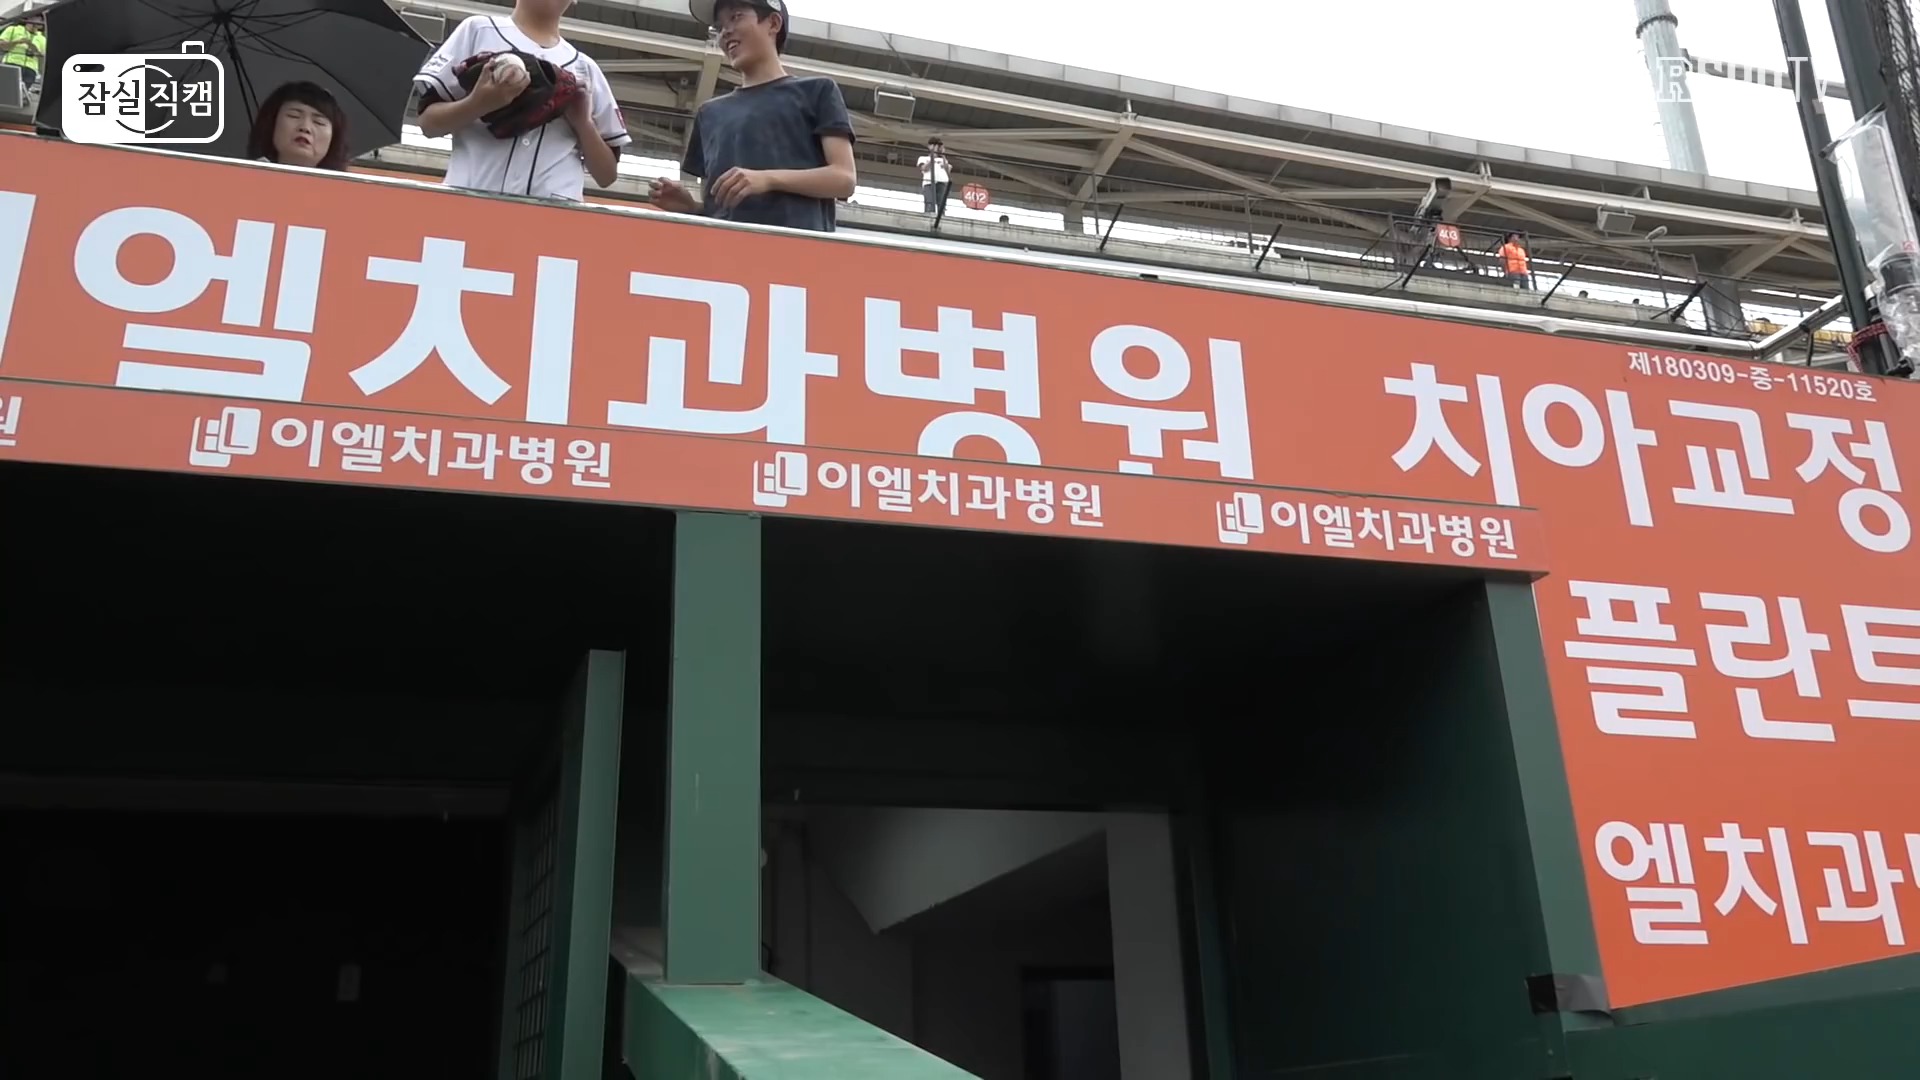 잠실직캠
402
403
엘치과병원 치아교정
제180309-중-11520호
원 이엘치과병원 이엘치과병원 이엘치과병원
플란트
엘치과